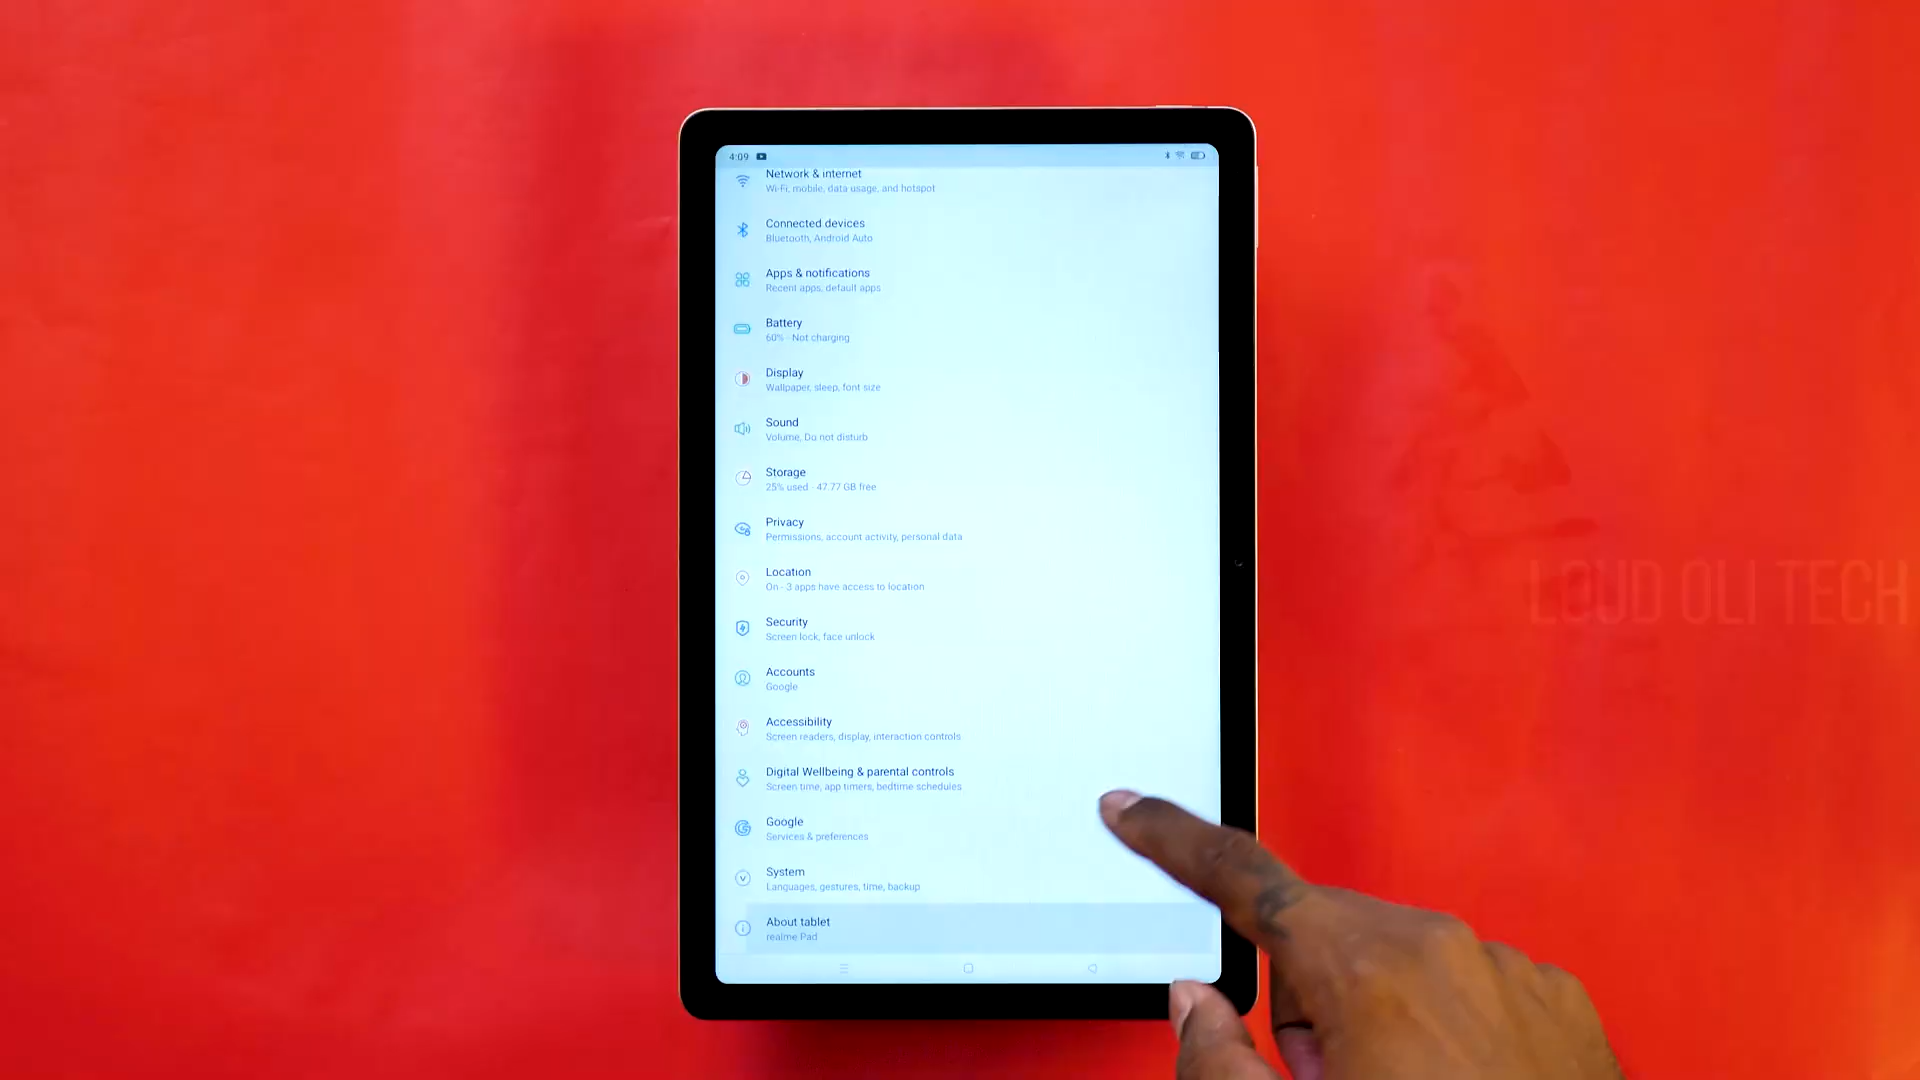 4:09
Network & internet
Wi-Fi, mobile, data usage, and hotspot
Connected devices
Bluetooth, Android Auto
Apps & notifications
Recent apps, default apps
Battery
60% - Not charging
Display
Wallpaper, sleep, font size
Sound
Volume, Do not disturb
Storage
25% used - 47.77 GB free
Privacy
Permissions, account activity, personal data
Location
On - 3 apps have access to location
Security
Screen lock, face unlock
Accounts
Google
Accessibility
Screen readers, display, interaction controls
Digital Wellbeing & parental controls
Screen time, app timers, bedtime schedules
Google
Services & preferences
System
Languages, gestures, time, backup
About tablet
realme Pad
LOUD OLI TECH